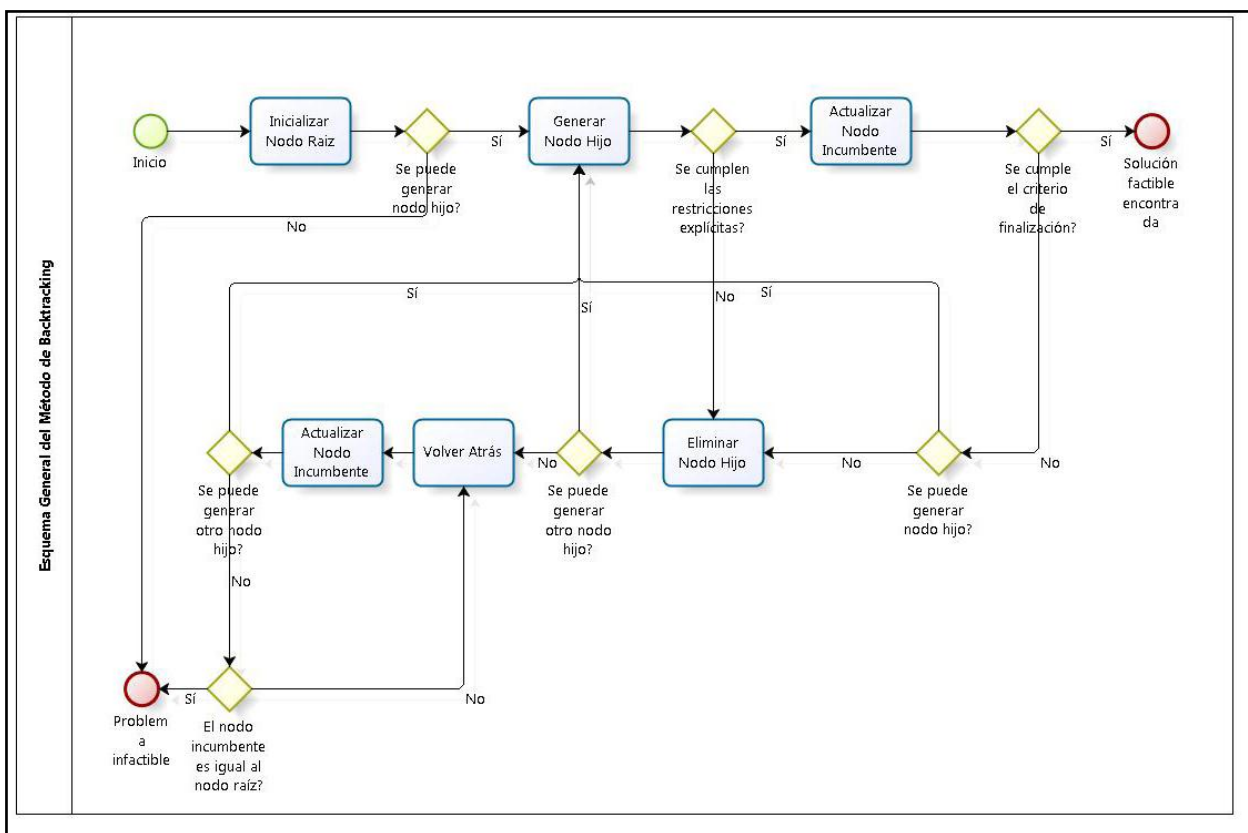 Esquema General del Método de Backtracking
Inicio
Inicializar
Nodo Raiz
Se puede
generar
nodo hijo?
Sí
No
Generar
Nodo Hijo
Se cumplen
las
restricciones
explícitas?
Sí
No
Actualizar
Nodo
Incumbente
Se cumple
el criterio
de
finalización?
Sí
No
Solución
factible
encontra
da
Se puede
generar
nodo hijo?
Sí
No
Eliminar
Nodo Hijo
Se puede
generar
otro nodo
hijo?
Sí
No
Volver Atrás
Actualizar
Nodo
Incumbente
Se puede
generar
otro nodo
hijo?
Sí
No
El nodo
incumbente
es igual al
nodo raíz?
Sí
No
Problem
a
infactible